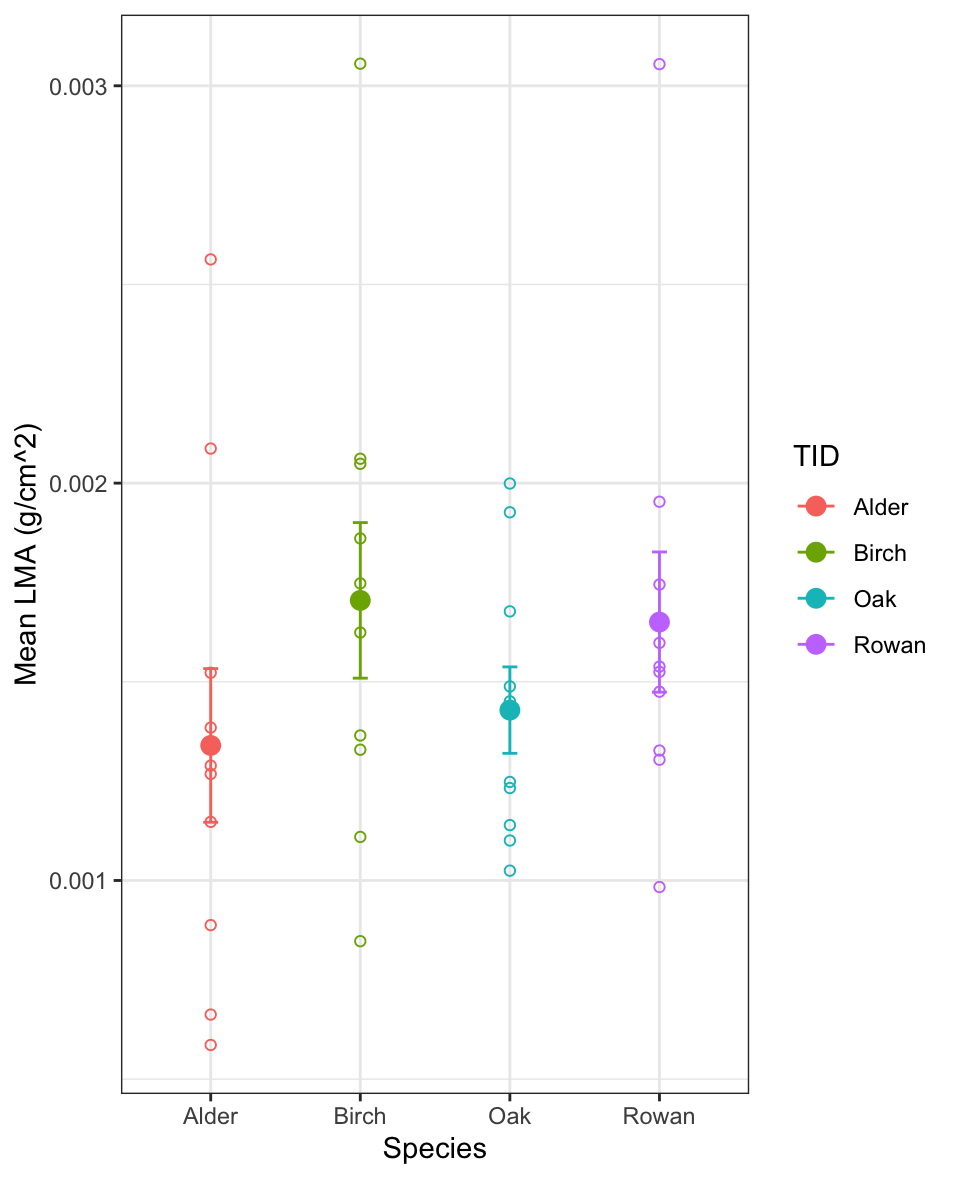 0.003
0.002
0.001
Mean LMA (g/cm^2)
Alder
Birch
Oak
Rowan
Species
TID
Alder
Birch
Oak
Rowan